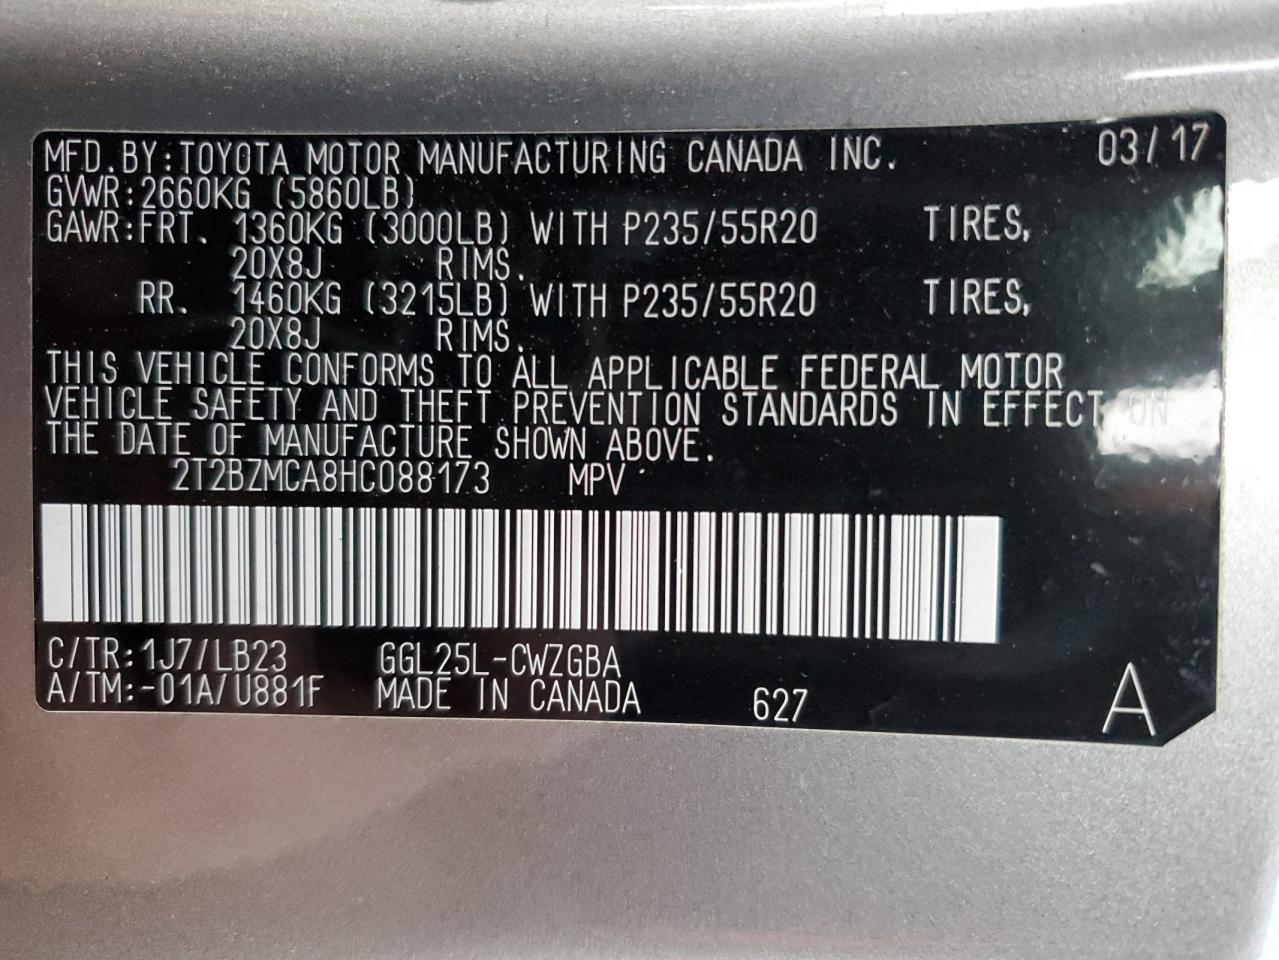 MFD.BY:TOYOTA MOTOR MANUFACTURING CANADA INC. 03/17
GVWR:2660KG (5860LB)
GAWR:FRT. 1360KG (3000LB) WITH P235/55R20 TIRES,
20X8J RIMS.
RR. 1460KG (3215LB) WITH P235/55R20 TIRES,
20X8J RIMS.
THIS VEHICLE CONFORMS TO ALL APPLICABLE FEDERAL MOTOR
VEHICLE SAFETY AND THEFT PREVENTION STANDARDS IN EFFECT ON
THE DATE OF MANUFACTURE SHOWN ABOVE.
2T2BZMCA8HC088173 MPV
C/TR:1J7/LB23 GGL25L-CWZGBA
A/TM:-01A/U881F MADE IN CANADA 627 A